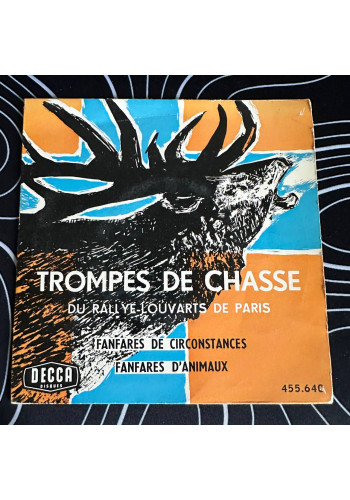 TROMPES DE CHASSE
DU RALLYE-LOUVARTS DE PARIS
FANFARES DE CIRCONSTANCES
FANFARES D'ANIMAUX
DECCA
DISQUES
455.640